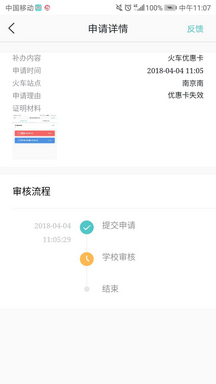 中国移动 100% 中午11:07
申请详情 反馈
补办内容 火车优惠卡
申请时间 2018-04-04 11:05
火车站点 南京南
申请理由 优惠卡失效
证明材料
审核流程
2018-04-04 提交申请
11:05:29
学校审核
结束